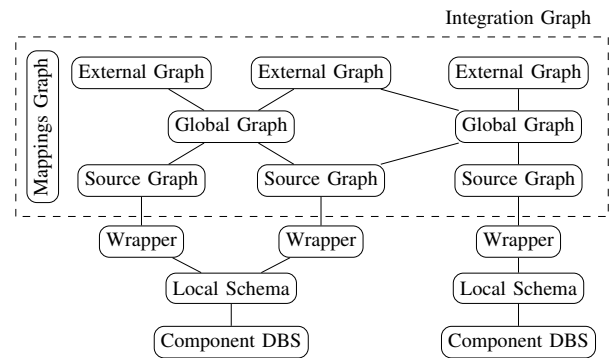 Integration Graph
Mappings Graph
External Graph External Graph External Graph
Global Graph Global Graph
Source Graph Source Graph Source Graph
Wrapper Wrapper Wrapper
Local Schema Local Schema
Component DBS Component DBS